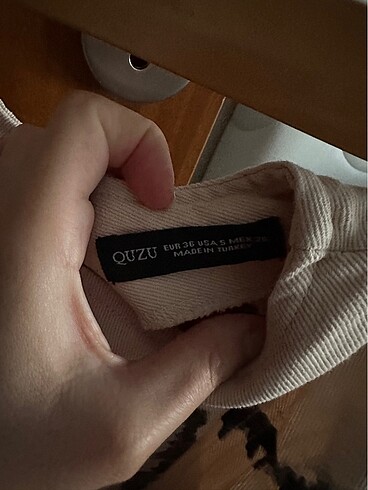 QUZU
EUR 36 USA S MEX 26
MADE IN TURKEY